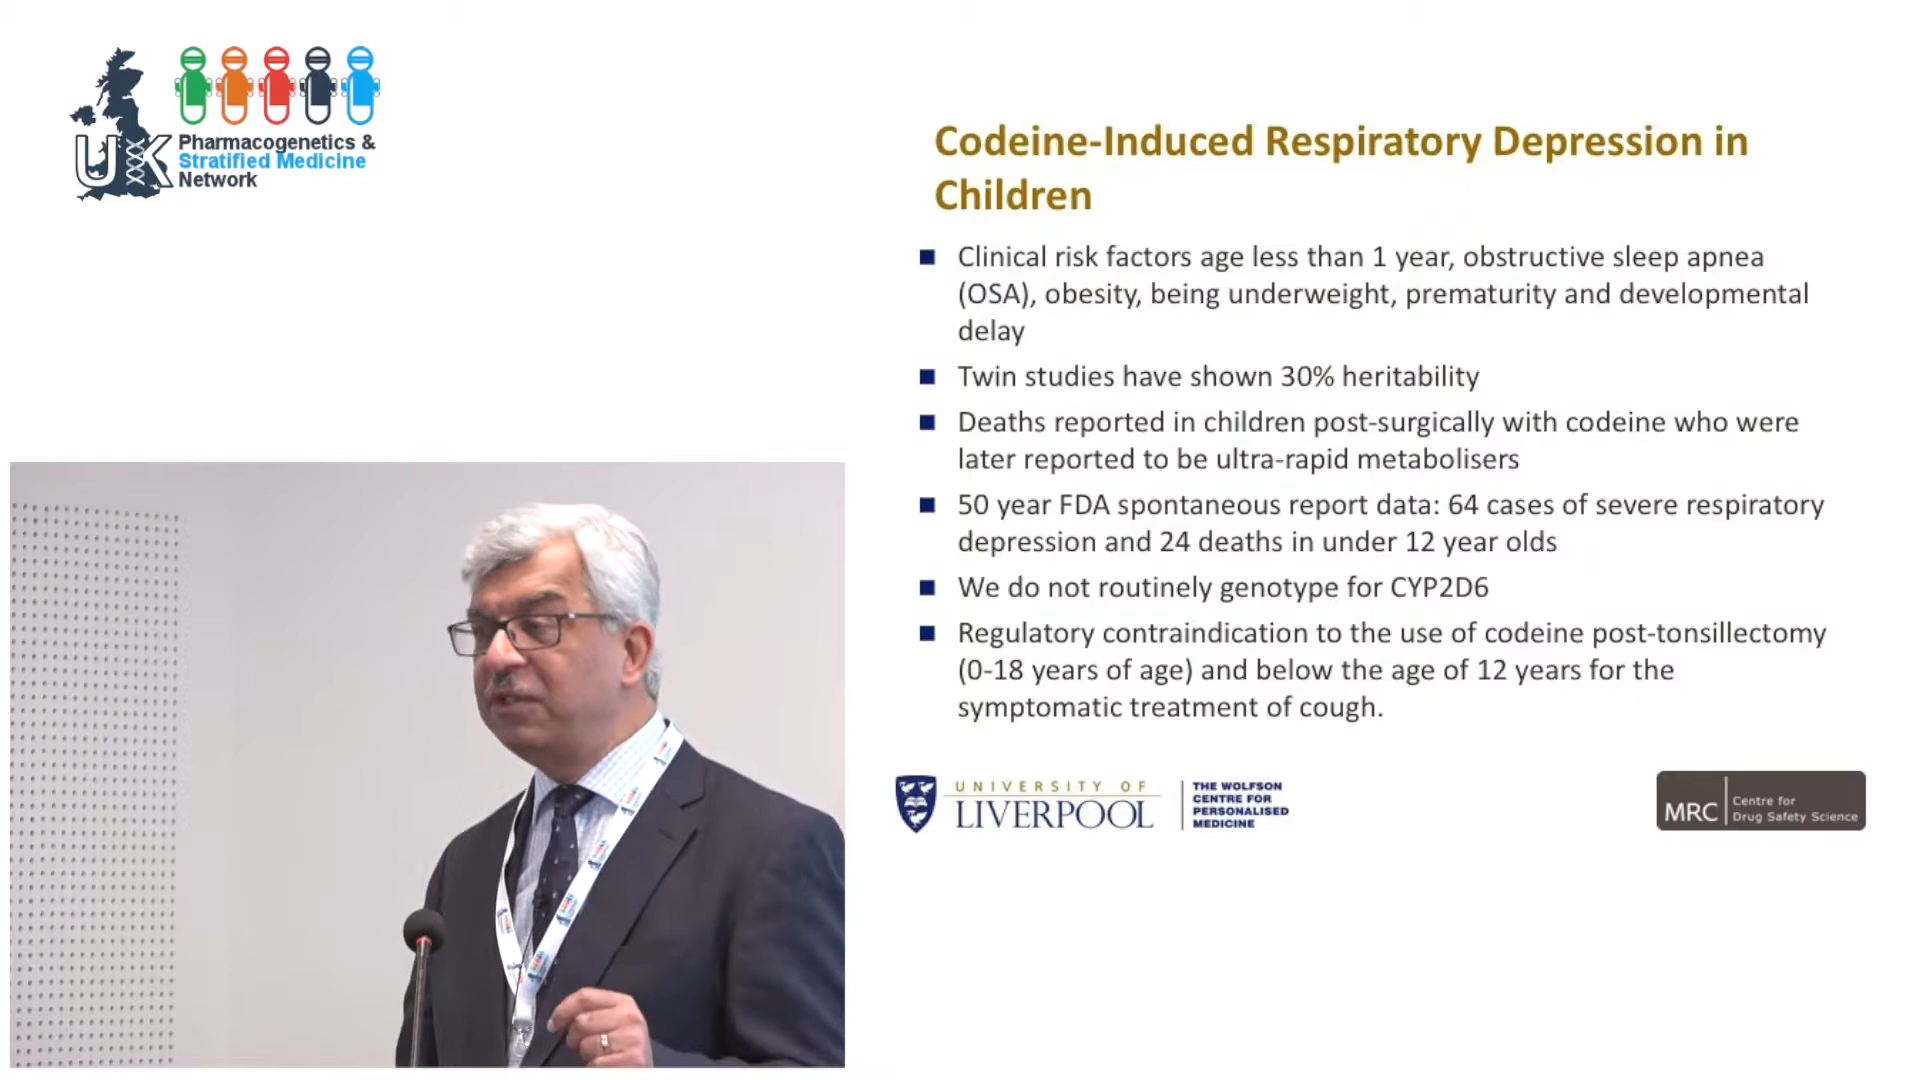 UK
Pharmacogenetics &
Stratified Medicine
Network
Codeine-Induced Respiratory Depression in
Children
Clinical risk factors age less than 1 year, obstructive sleep apnea
(OSA), obesity, being underweight, prematurity and developmental
delay
Twin studies have shown 30% heritability
Deaths reported in children post-surgically with codeine who were
later reported to be ultra-rapid metabolisers
50 year FDA spontaneous report data: 64 cases of severe respiratory
depression and 24 deaths in under 12 year olds
We do not routinely genotype for CYP2D6
Regulatory contraindication to the use of codeine post-tonsillectomy
(0-18 years of age) and below the age of 12 years for the
symptomatic treatment of cough.
UNIVERSITY OF
LIVERPOOL
THE WOLFSON
CENTRE FOR
PERSONALISED
MEDICINE
MRC
Centre for
Drug Safety Science